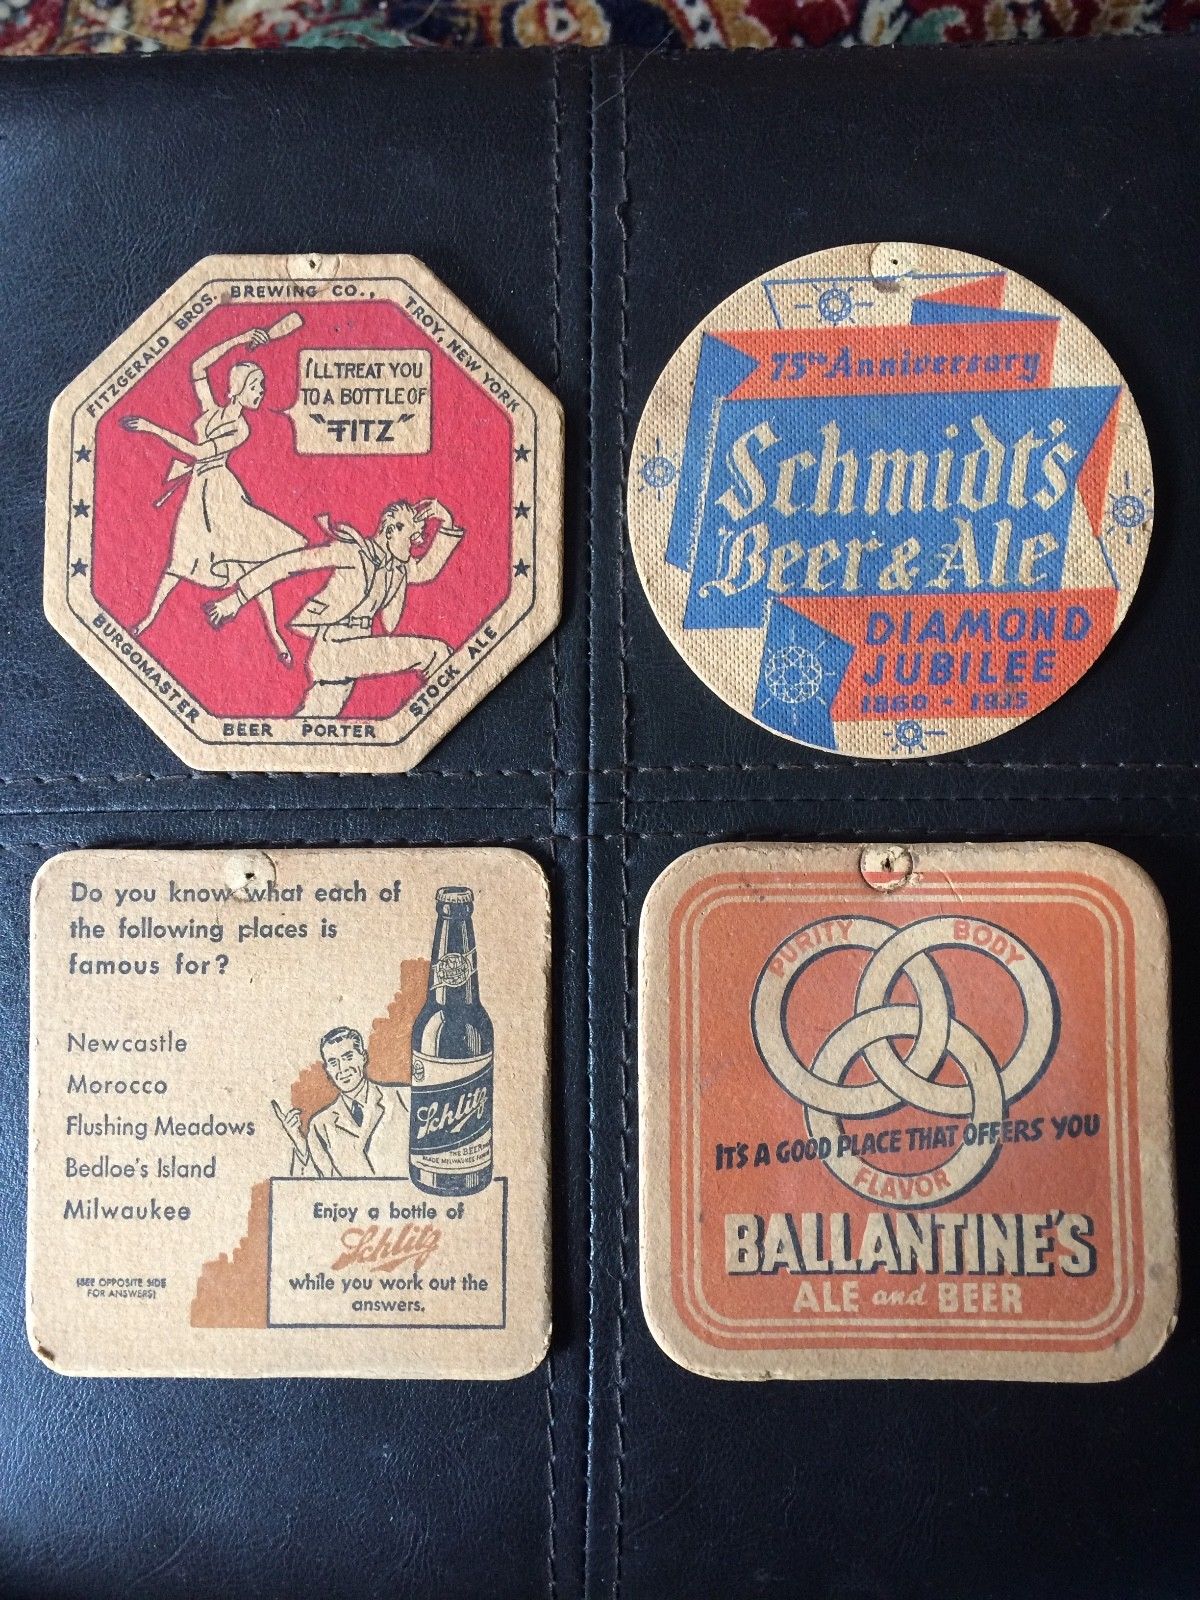 FITZGERALD BROS. BREWING CO., TROY, NEW YORK
I'LL TREAT YOU
TO A BOTTLE OF
"FITZ"
BURGOMASTER BEER PORTER STOCK ALE
75th Anniversary
Schmidt's
Beer & Ale
DIAMOND
JUBILEE
1860 - 1935
Do you know what each of
the following places is
famous for?
Newcastle
Morocco
Flushing Meadows
Bedloe's Island
Milwaukee
(SEE OPPOSITE SIDE
FOR ANSWERS)
Schlitz
THE BEER
MADE MILWAUKEE
Enjoy a bottle of
Schlitz
while you work out the
answers.
PURITY
BODY
IT'S A GOOD PLACE THAT OFFERS YOU
FLAVOR
BALLANTINE'S
ALE and BEER